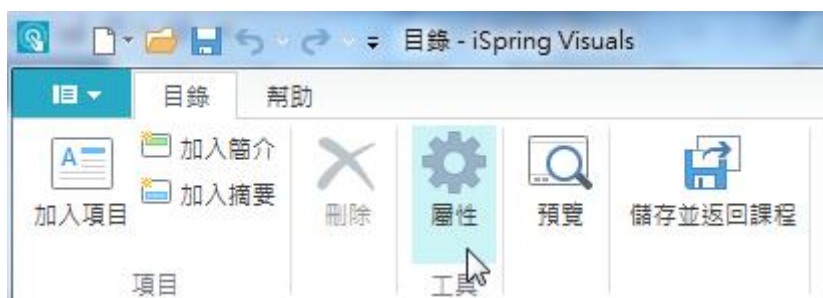 目錄 - iSpring Visuals
目錄 幫助
A
加入項目
加入簡介
加入摘要
刪除
屬性
預覽
儲存並返回課程
項目
工具